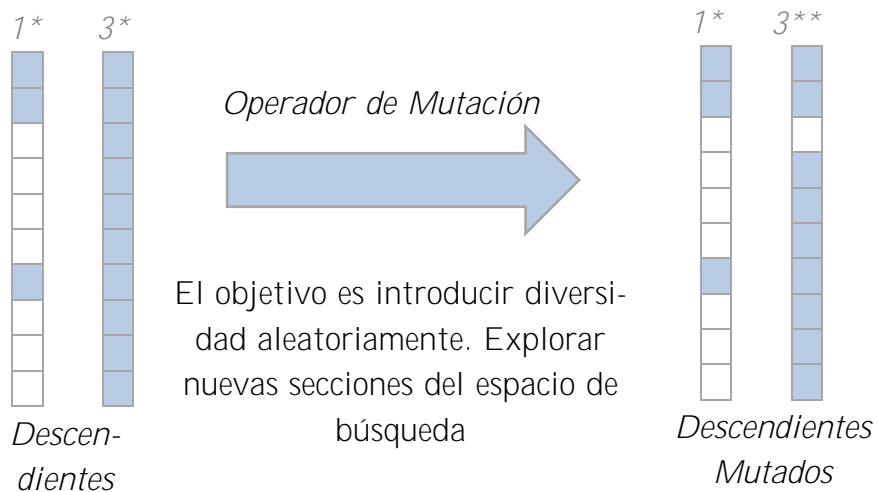 1*
3*
Descen-
dientes
Operador de Mutación
El objetivo es introducir diversi-
dad aleatoriamente. Explorar
nuevas secciones del espacio de
búsqueda
1*
3**
Descendientes
Mutados